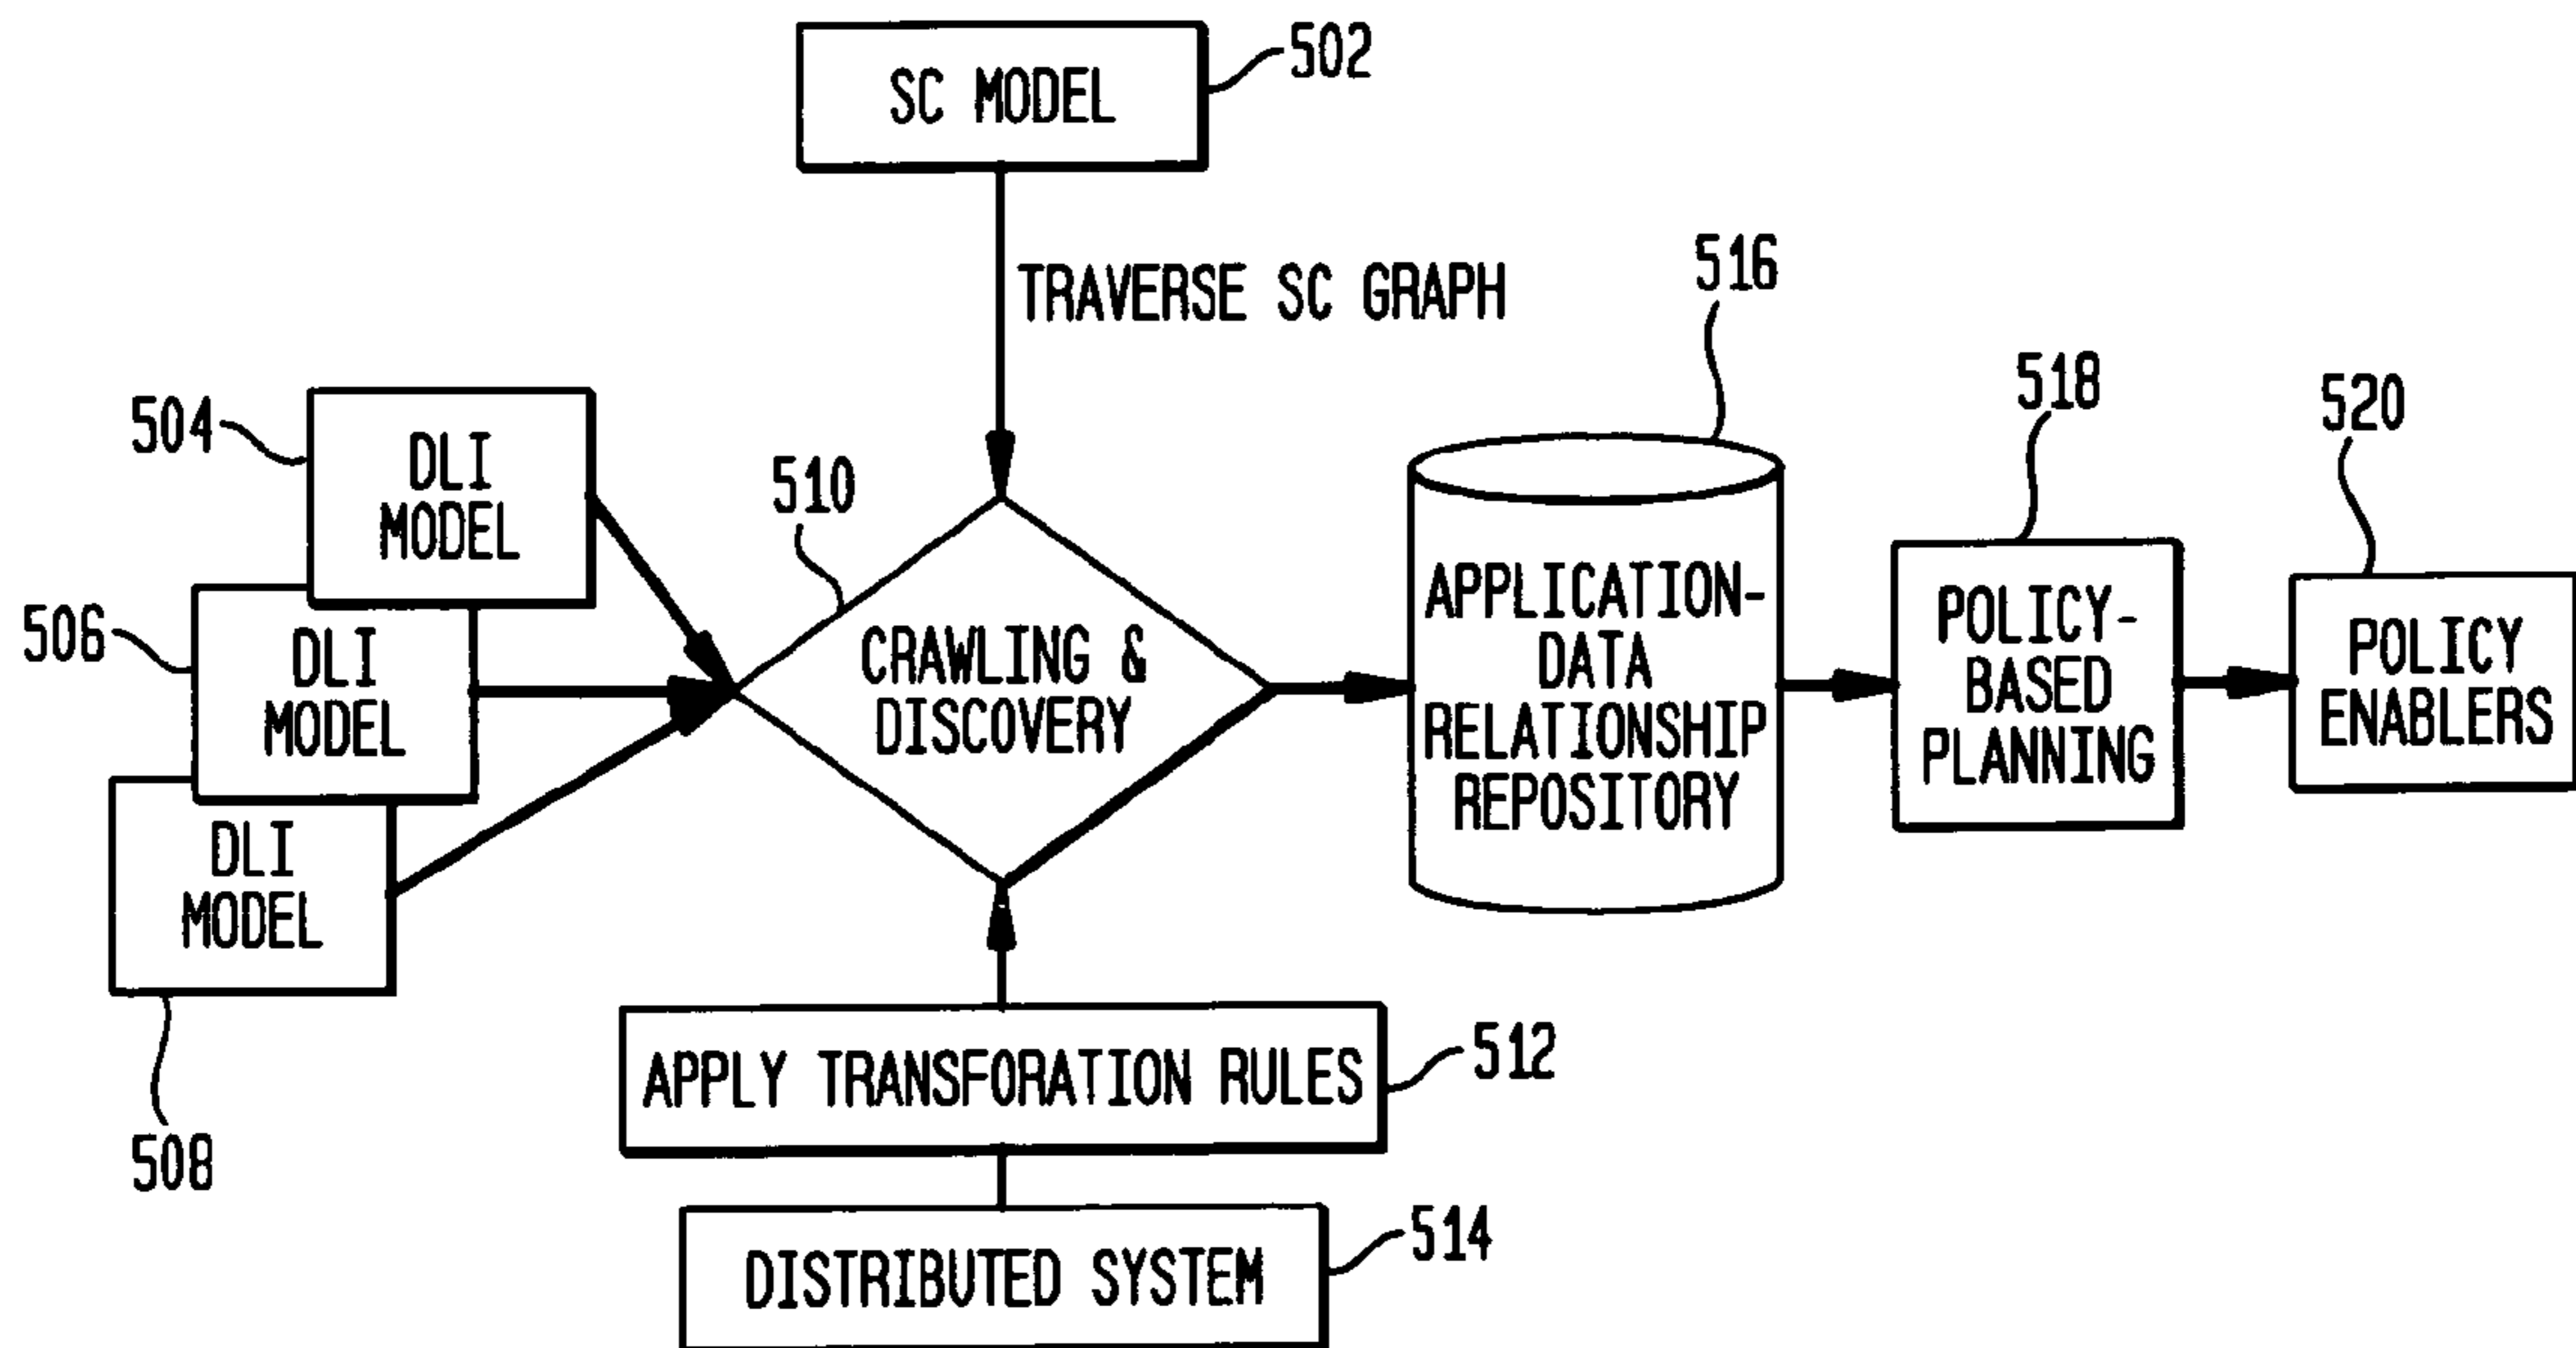 SC MODEL
502
TRAVERSE SC GRAPH
504
DLI
MODEL
506
DLI
MODEL
508
DLI
MODEL
510
CRAWLING &
DISCOVERY
512
APPLY TRANSFORATION RULES
514
DISTRIBUTED SYSTEM
516
APPLICATION-
DATA
RELATIONSHIP
REPOSITORY
518
POLICY-
BASED
PLANNING
520
POLICY
ENABLERS